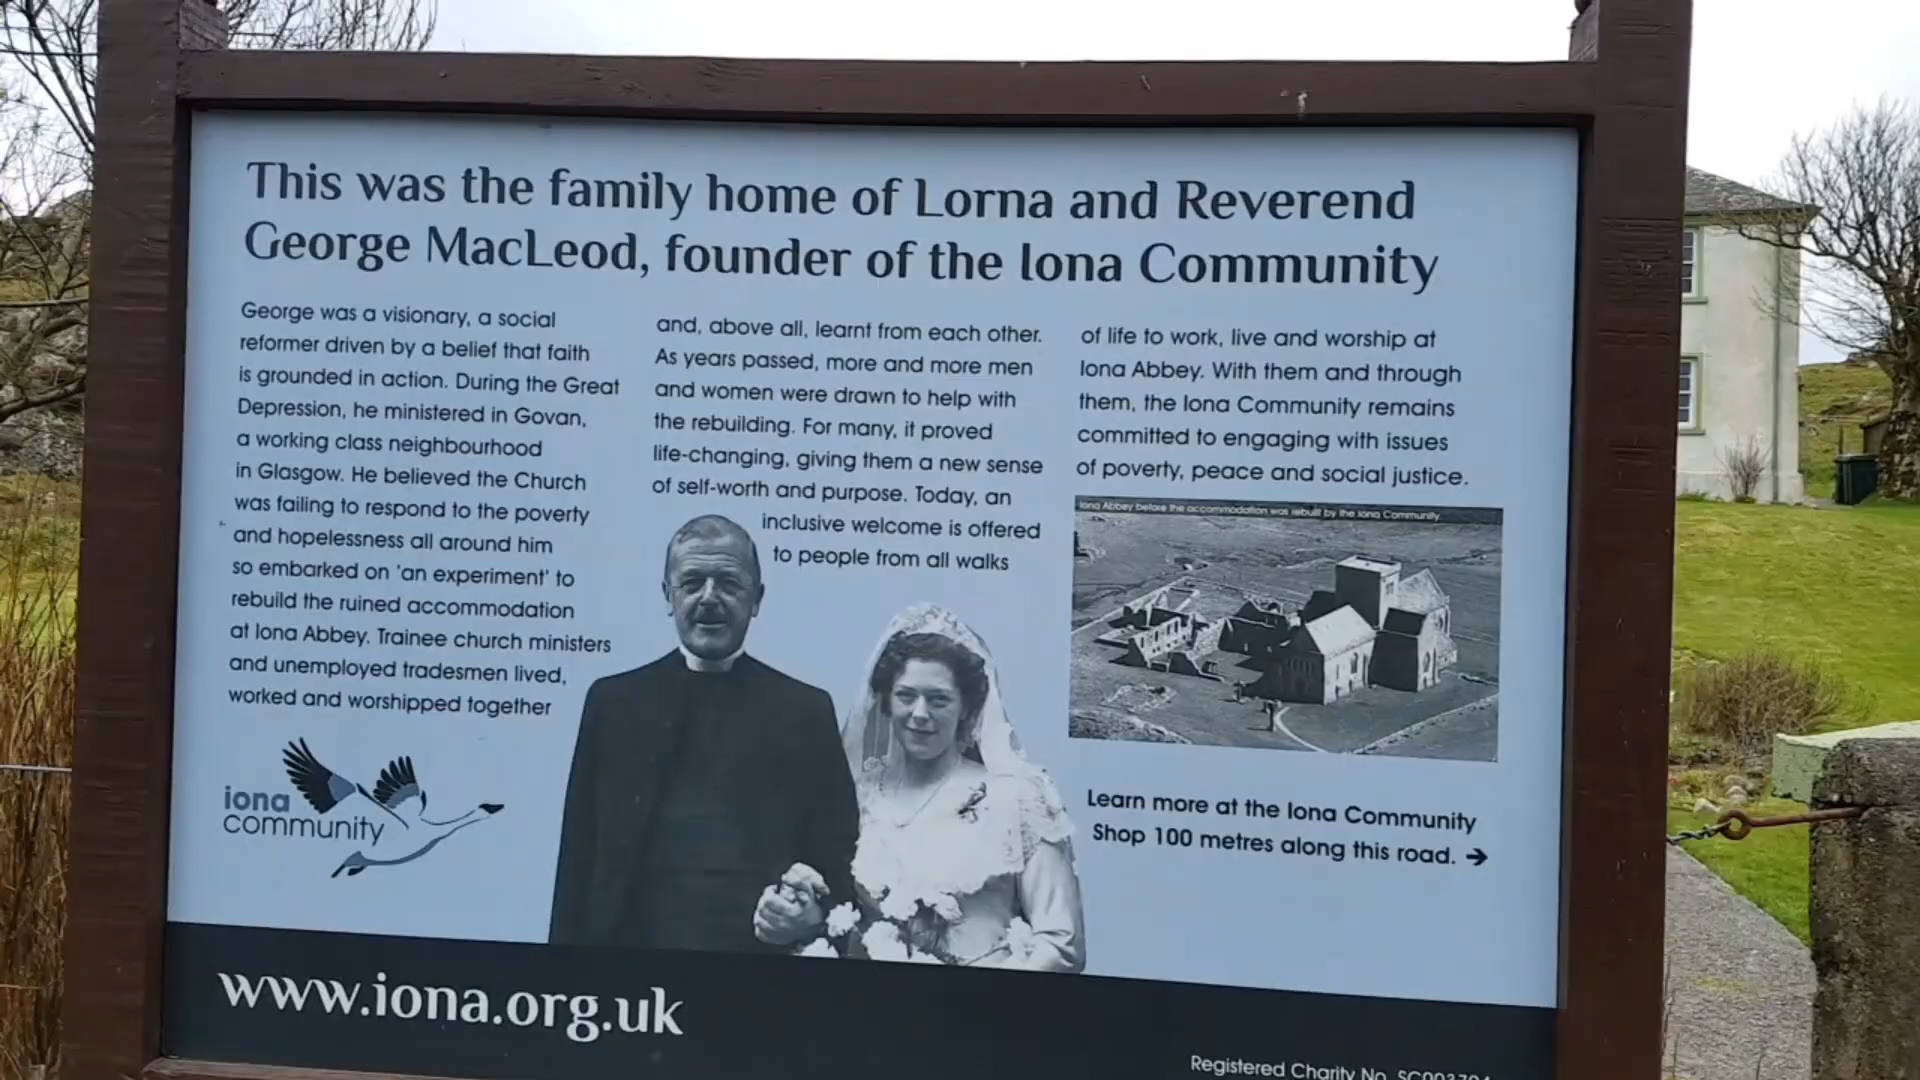 This was the family home of Lorna and Reverend
George MacLeod, founder of the Iona Community
George was a visionary, a social
reformer driven by a belief that faith
is grounded in action. During the Great
Depression, he ministered in Govan,
a working class neighbourhood
in Glasgow. He believed the Church
was failing to respond to the poverty
and hopelessness all around him
so embarked on 'an experiment' to
rebuild the ruined accommodation
at Iona Abbey. Trainee church ministers
and unemployed tradesmen lived,
worked and worshipped together
and, above all, learnt from each other.
As years passed, more and more men
and women were drawn to help with
the rebuilding. For many, it proved
life-changing, giving them a new sense
of self-worth and purpose. Today, an
inclusive welcome is offered
to people from all walks
of life to work, live and worship at
Iona Abbey. With them and through
them, the Iona Community remains
committed to engaging with issues
of poverty, peace and social justice.
Iona Abbey before the accommodation was rebuilt by the Iona Community.
Learn more at the Iona Community
Shop 100 metres along this road. →
iona
community
www.iona.org.uk
Registered Charity No.